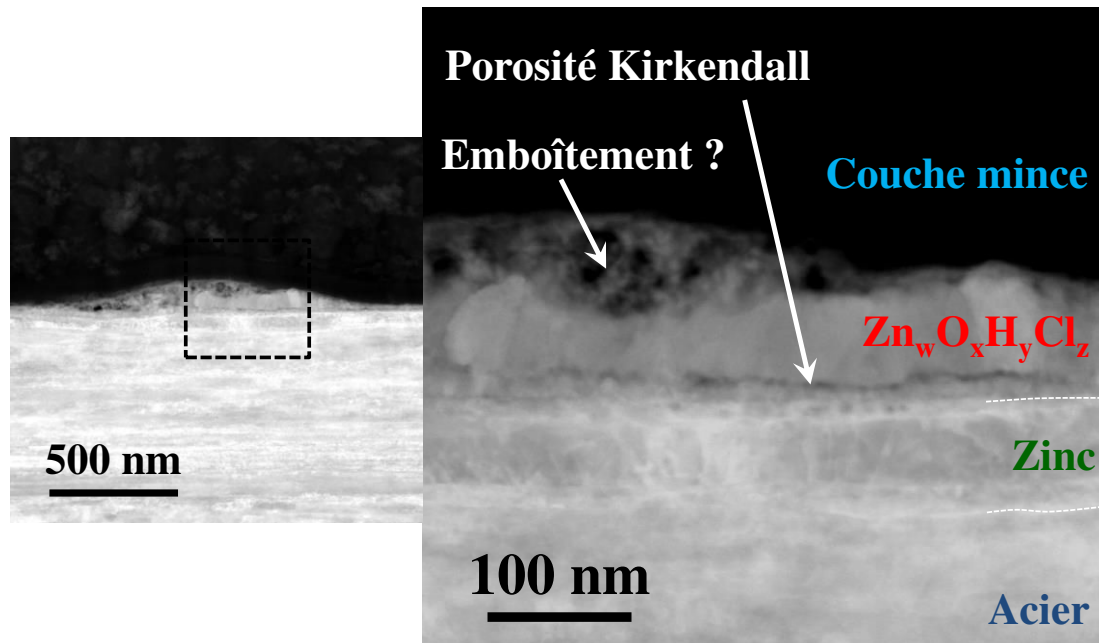 Porosité Kirkendall
Emboîtement ?
Couche mince
ZnwOxHyClz
Zinc
Acier
500 nm
100 nm